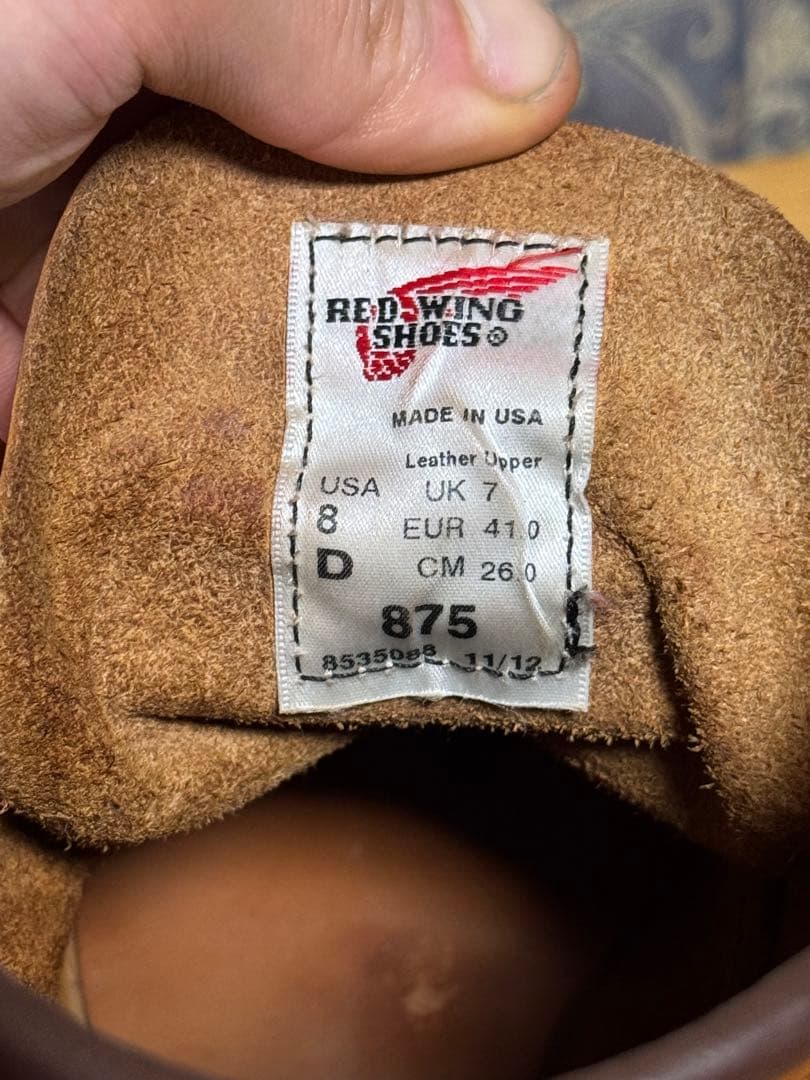 RED WING
SHOES®
MADE IN USA
Leather Upper
USA UK 7
8 EUR 41.0
D CM 26.0
875
8535088 11/12